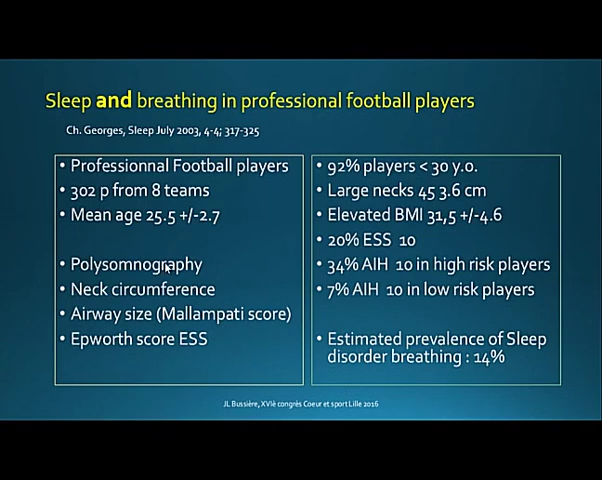 Sleep and breathing in professional football players
Ch. Georges, Sleep July 2003, 4-4; 317-325
• Professionnal Football players
• 302 p from 8 teams
• Mean age 25.5 +/-2.7
• Polysomnography
• Neck circumference
• Airway size (Mallampati score)
• Epworth score ESS
• 92% players < 30 y.o.
• Large necks 45 3.6 cm
• Elevated BMI 31,5 +/-4.6
• 20% ESS 10
• 34% AIH 10 in high risk players
• 7% AIH 10 in low risk players
• Estimated prevalence of Sleep
disorder breathing : 14%
JL Bussière, XVIè congrès Coeur et sport Lille 2016